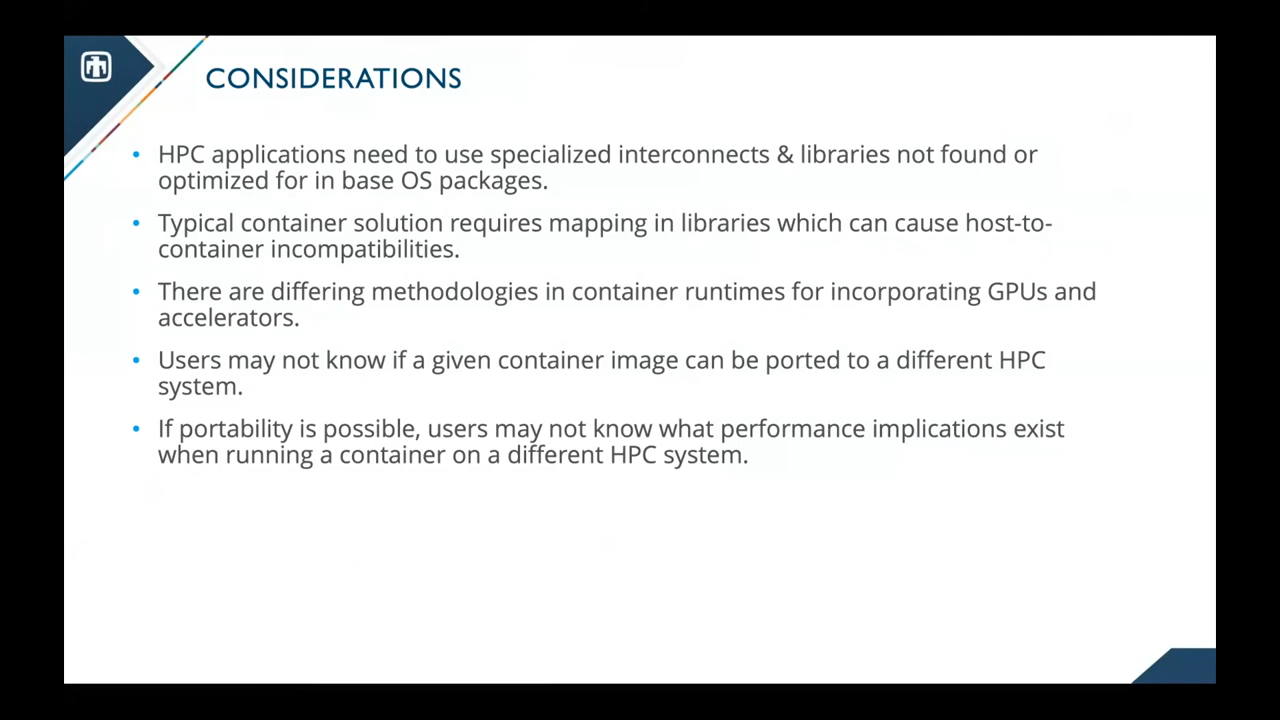 CONSIDERATIONS
• HPC applications need to use specialized interconnects & libraries not found or
optimized for in base OS packages.
• Typical container solution requires mapping in libraries which can cause host-to-
container incompatibilities.
• There are differing methodologies in container runtimes for incorporating GPUs and
accelerators.
• Users may not know if a given container image can be ported to a different HPC
system.
• If portability is possible, users may not know what performance implications exist
when running a container on a different HPC system.